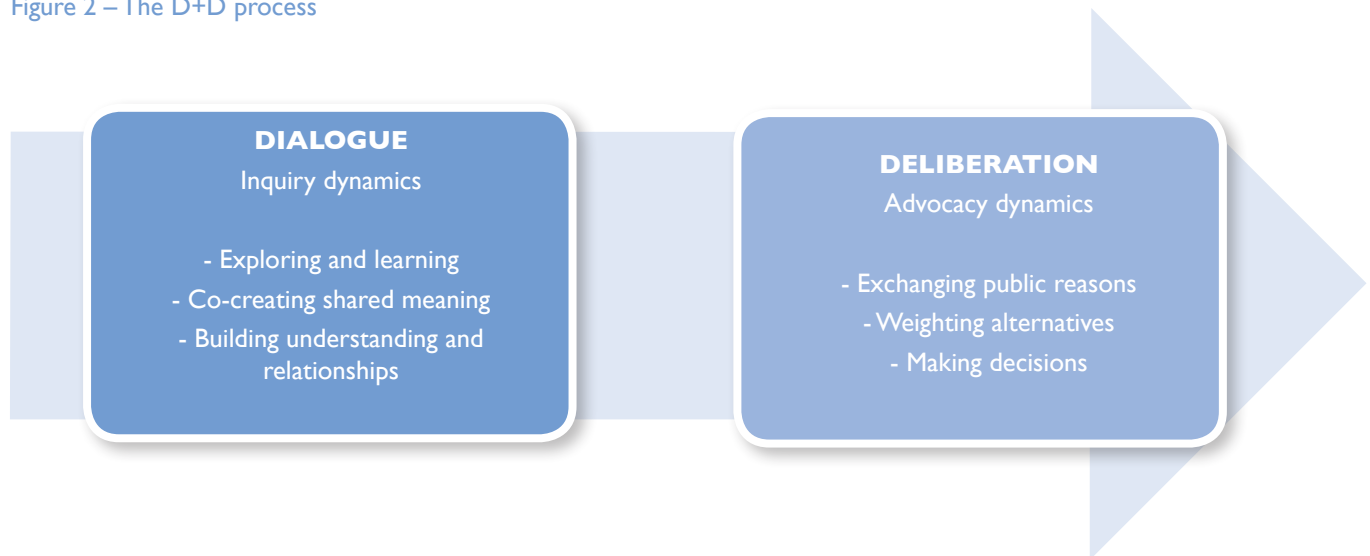 Figure 2 – The D+D process
DIALOGUE
Inquiry dynamics
- Exploring and learning
- Co-creating shared meaning
- Building understanding and
relationships
DELIBERATION
Advocacy dynamics
- Exchanging public reasons
- Weighting alternatives
- Making decisions